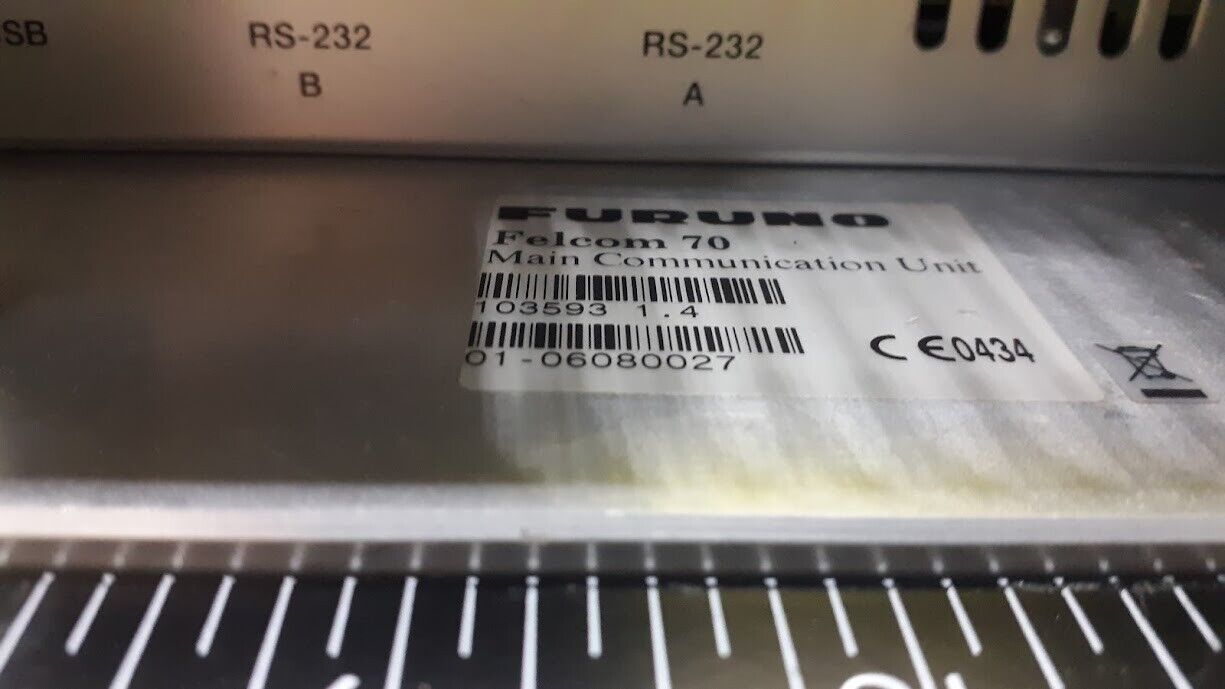 SB
RS-232
B
RS-232
A
FURUNO
Felcom 70
Main Communication Unit
103593 1.4
01-06080027
CE0434